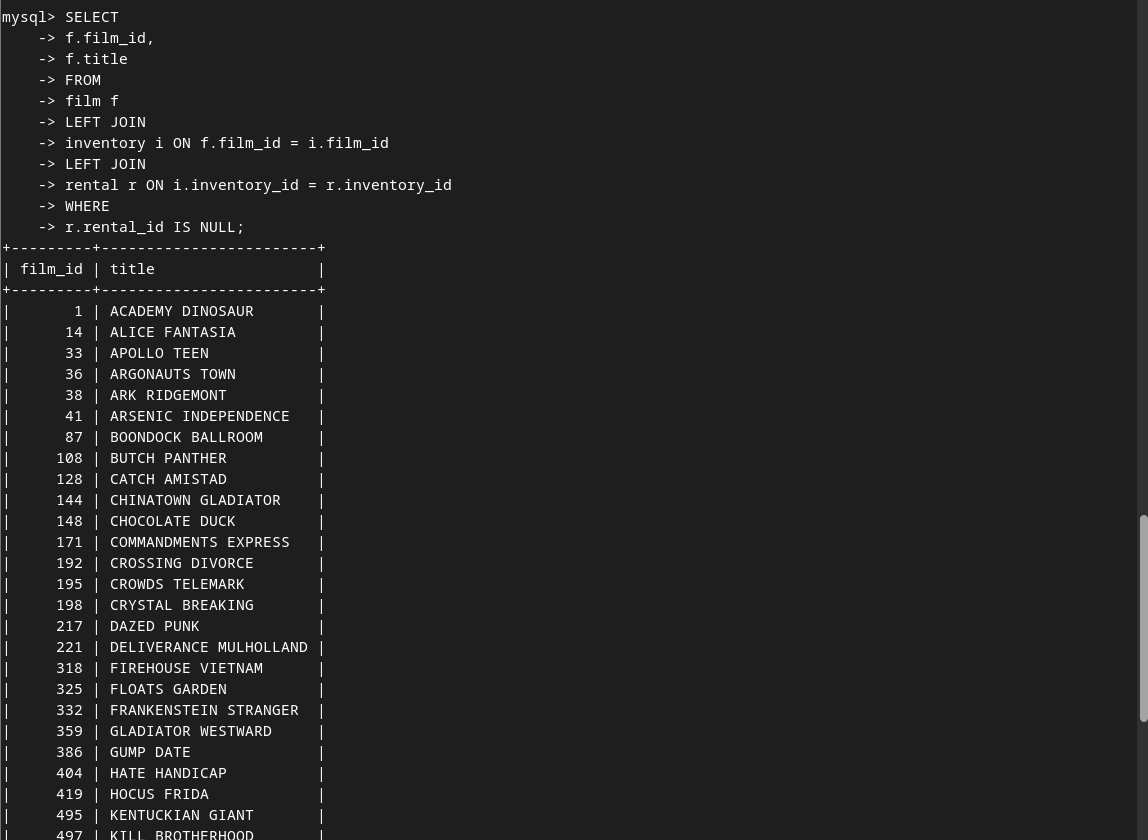 mysql> SELECT
    -> f.film_id,
    -> f.title
    -> FROM
    -> film f
    -> LEFT JOIN
    -> inventory i ON f.film_id = i.film_id
    -> LEFT JOIN
    -> rental r ON i.inventory_id = r.inventory_id
    -> WHERE
    -> r.rental_id IS NULL;
+---------+------------------------+
| film_id | title                  |
+---------+------------------------+
|       1 | ACADEMY DINOSAUR       |
|      14 | ALICE FANTASIA         |
|      33 | APOLLO TEEN            |
|      36 | ARGONAUTS TOWN         |
|      38 | ARK RIDGEMONT          |
|      41 | ARSENIC INDEPENDENCE   |
|      87 | BOONDOCK BALLROOM      |
|     108 | BUTCH PANTHER          |
|     128 | CATCH AMISTAD          |
|     144 | CHINATOWN GLADIATOR    |
|     148 | CHOCOLATE DUCK         |
|     171 | COMMANDMENTS EXPRESS   |
|     192 | CROSSING DIVORCE       |
|     195 | CROWDS TELEMARK        |
|     198 | CRYSTAL BREAKING       |
|     217 | DAZED PUNK             |
|     221 | DELIVERANCE MULHOLLAND |
|     318 | FIREHOUSE VIETNAM      |
|     325 | FLOATS GARDEN          |
|     332 | FRANKENSTEIN STRANGER  |
|     359 | GLADIATOR WESTWARD     |
|     386 | GUMP DATE              |
|     404 | HATE HANDICAP          |
|     419 | HOCUS FRIDA            |
|     495 | KENTUCKIAN GIANT       |
|     497 | KILL BROTHERHOOD       |